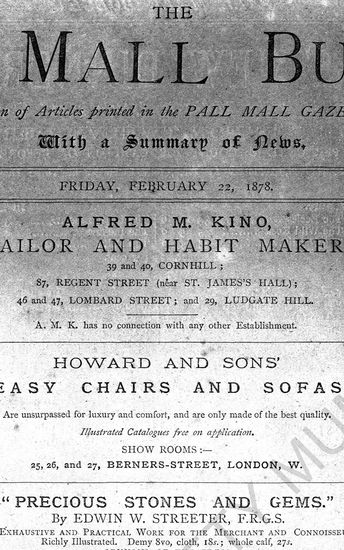 THE
MALL BU
n of Articles printed in the PALL MALL GAZE
With a Summary of News.
FRIDAY, FEBRUARY 22, 1878.
ALFRED M. KINO,
AILOR AND HABIT MAKER
39 and 40, CORNHILL;
87, REGENT STREET (near ST. JAMES'S HALL);
46 and 47, LOMBARD STREET; and 29, LUDGATE HILL.
A. M. K. has no connection with any other Establishment.
HOWARD AND SONS'
EASY CHAIRS AND SOFAS
Are unsurpassed for luxury and comfort, and are only made of the best quality.
Illustrated Catalogues free on application.
SHOW ROOMS:—
25, 26, and 27, BERNERS-STREET, LONDON, W.
"PRECIOUS STONES AND GEMS."
By EDWIN W. STREETER, F.R.G.S.
EXHAUSTIVE AND PRACTICAL WORK FOR THE MERCHANT AND CONNOISSEU
Richly Illustrated. Demy 8vo, cloth, 18s.; whole calf, 27s.